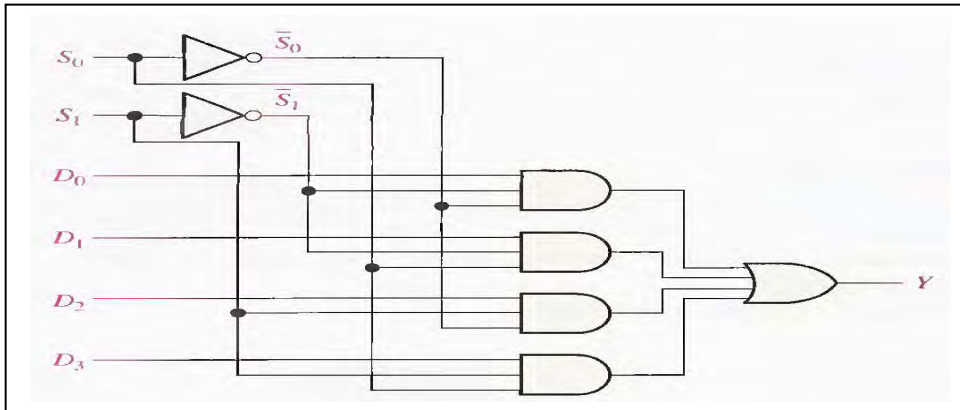 S₀
S̅₀
S₁
S̅₁
D₀
D₁
D₂
D₃
Y